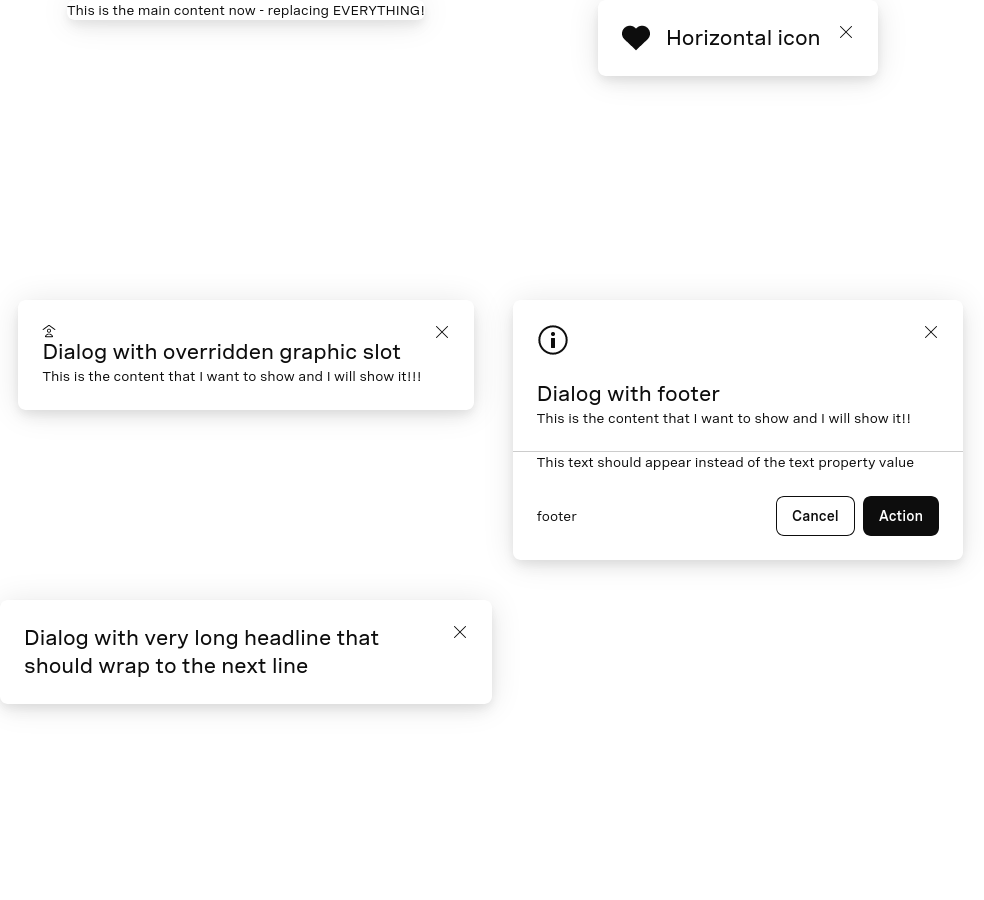 This is the main content now - replacing EVERYTHING!
Horizontal icon
Dialog with overridden graphic slot
This is the content that I want to show and I will show it!!!
Dialog with footer
This is the content that I want to show and I will show it!!
This text should appear instead of the text property value
footer
Cancel
Action
Dialog with very long headline that
should wrap to the next line